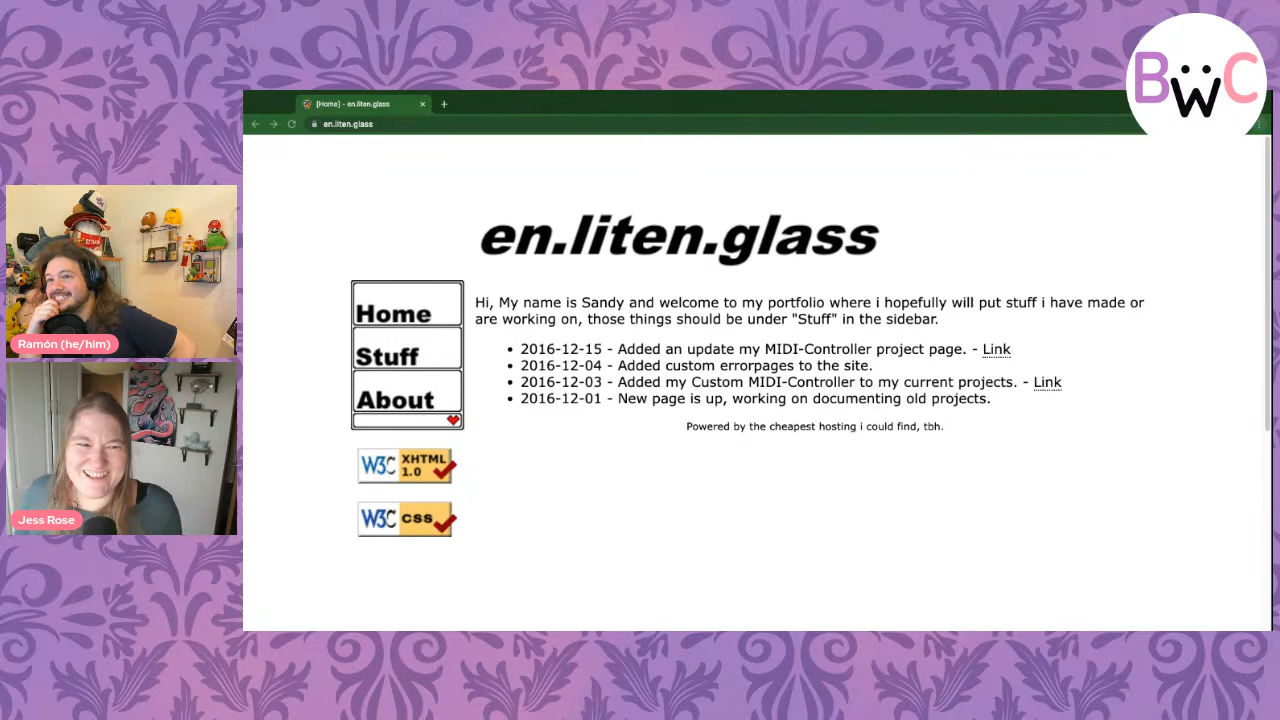 BWC
[Home] - en.liten.glass
en.liten.glass
en.liten.glass
Home
Stuff
About
Hi, My name is Sandy and welcome to my portfolio where i hopefully will put stuff i have made or
are working on, those things should be under "Stuff" in the sidebar.
2016-12-15 - Added an update my MIDI-Controller project page. - Link
2016-12-04 - Added custom errorpages to the site.
2016-12-03 - Added my Custom MIDI-Controller to my current projects. - Link
2016-12-01 - New page is up, working on documenting old projects.
Powered by the cheapest hosting i could find, tbh.
W3C XHTML 1.0
W3C css
Ramón (he/him)
Jess Rose